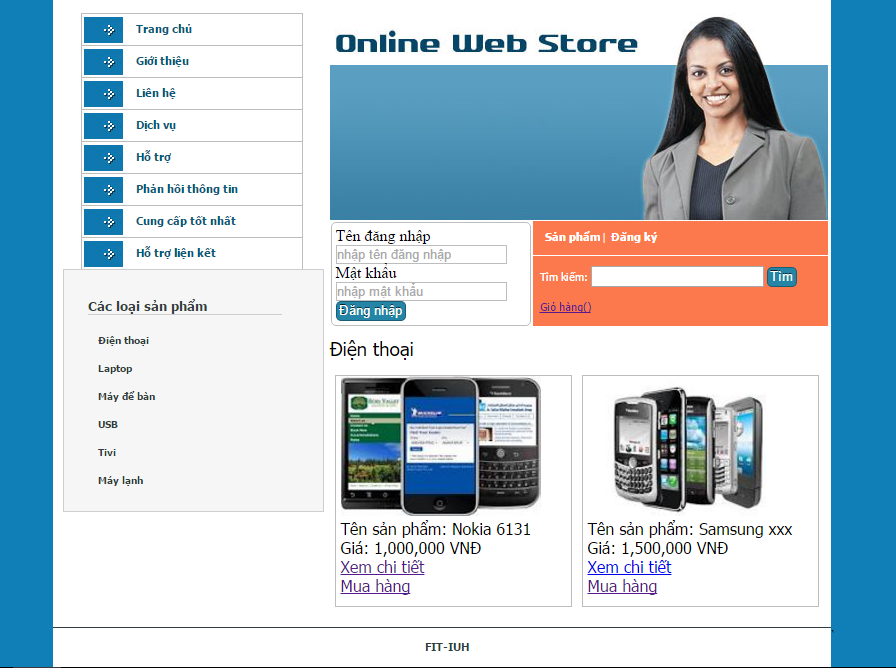 Trang chủ
Giới thiệu
Liên hệ
Dịch vụ
Hỗ trợ
Phản hồi thông tin
Cung cấp tốt nhất
Hỗ trợ liện kết
Các loại sản phẩm
Điện thoại
Laptop
Máy để bàn
USB
Tivi
Máy lạnh
Online Web Store
Tên đăng nhập
nhập tên đăng nhập
Mật khẩu
nhập mật khẩu
Đăng nhập
Sản phẩm| Đăng ký
Tìm kiếm: Tìm
Giỏ hàng()
Điện thoại
Tên sản phẩm: Nokia 6131
Giá: 1,000,000 VNĐ
Xem chi tiết
Mua hàng
Tên sản phẩm: Samsung xxx
Giá: 1,500,000 VNĐ
Xem chi tiết
Mua hàng
FIT-IUH